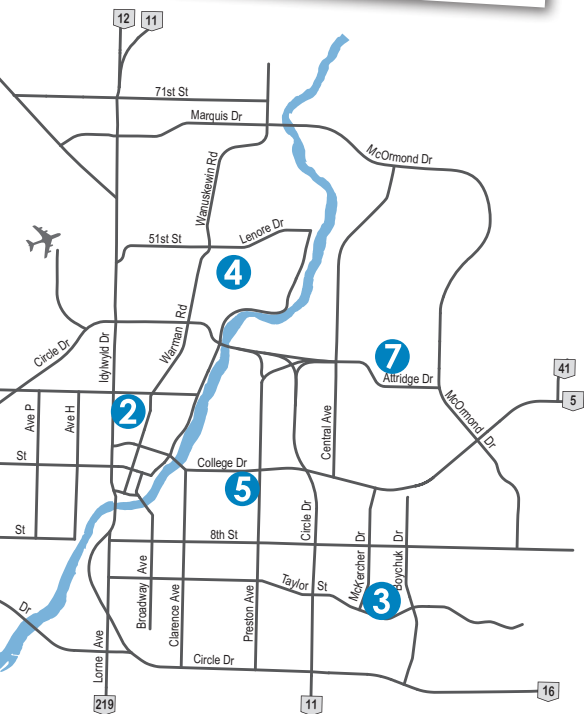 12
11
71st St
Marquis Dr
McOrmond Dr
Wanuskewin Rd
51st St
Lenore Dr
4
Circle Dr
Idylwyld Dr
Warman Rd
7
Attridge Dr
41
5
McOrmond Dr
Ave P
Ave H
2
Central Ave
St
College Dr
5
St
8th St
Circle Dr
McKercher Dr
Boychuk Dr
Broadway Ave
Clarence Ave
Preston Ave
Taylor St
3
Dr
Lorne Ave
Circle Dr
219
11
16